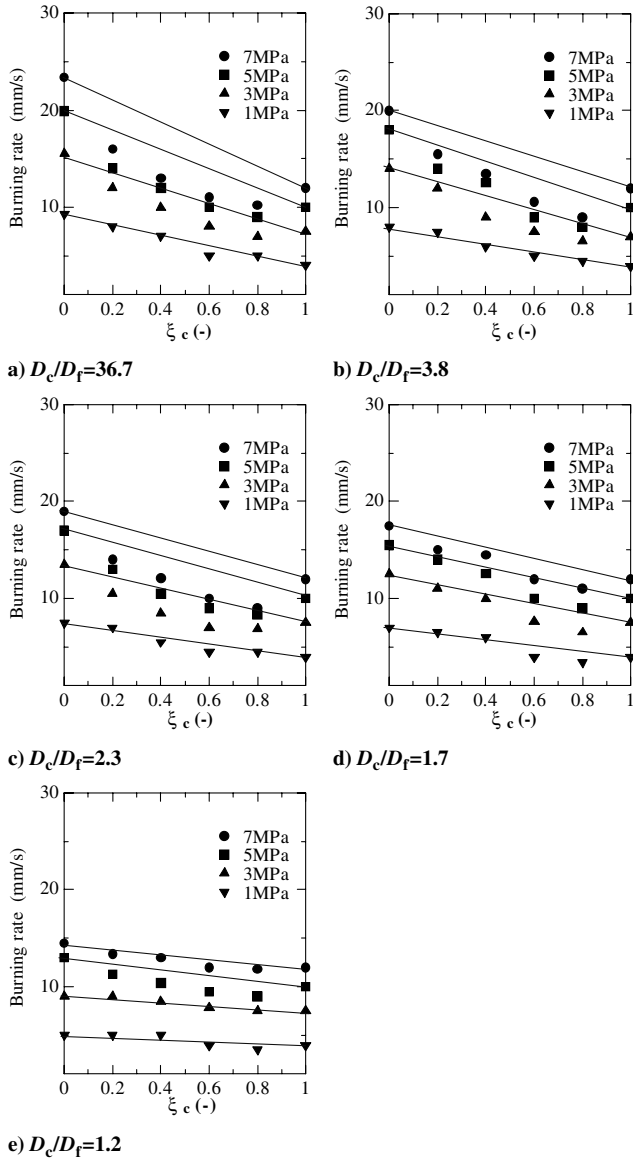 30
20
10
Burning rate (mm/s)
7MPa
5MPa
3MPa
1MPa
0 0.2 0.4 0.6 0.8 1
ξ c (-)
a) Dc/Df=36.7
30
20
10
Burning rate (mm/s)
7MPa
5MPa
3MPa
1MPa
0 0.2 0.4 0.6 0.8 1
ξ c (-)
b) Dc/Df=3.8
30
20
10
Burning rate (mm/s)
7MPa
5MPa
3MPa
1MPa
0 0.2 0.4 0.6 0.8 1
ξ c (-)
c) Dc/Df=2.3
30
20
10
Burning rate (mm/s)
7MPa
5MPa
3MPa
1MPa
0 0.2 0.4 0.6 0.8 1
ξ c (-)
d) Dc/Df=1.7
30
20
10
Burning rate (mm/s)
7MPa
5MPa
3MPa
1MPa
0 0.2 0.4 0.6 0.8 1
ξ c (-)
e) Dc/Df=1.2